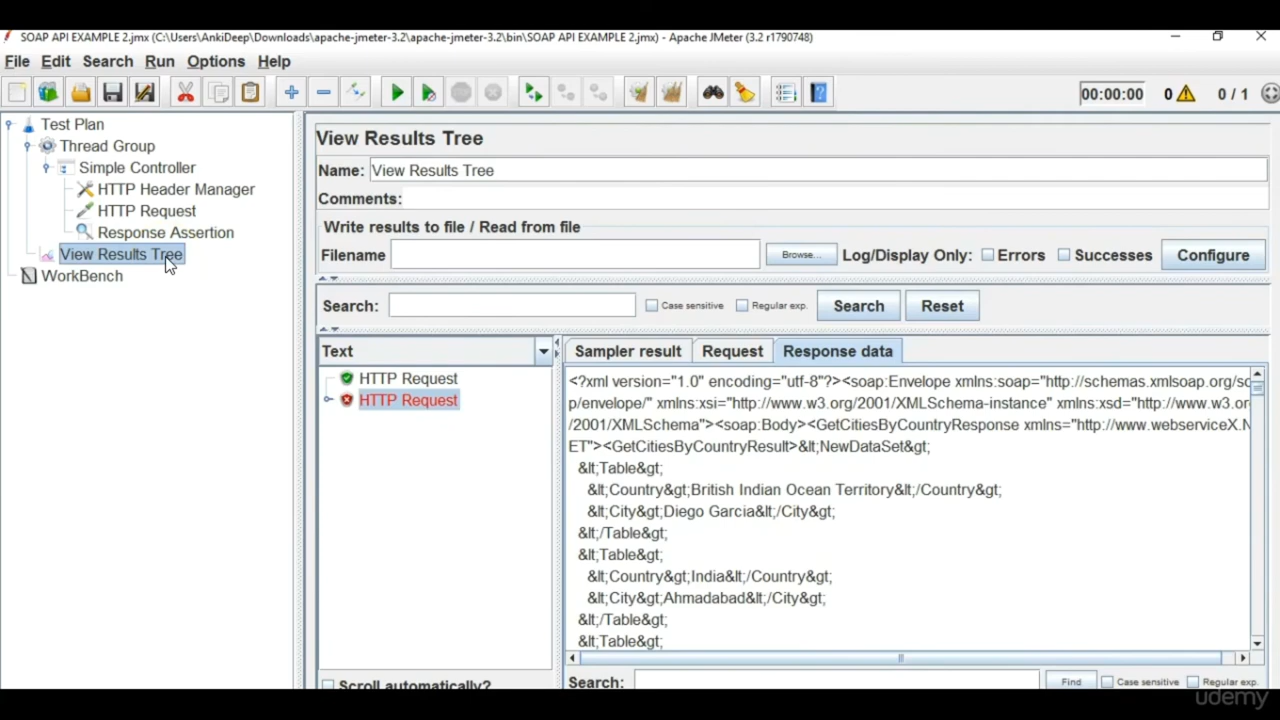 SOAP API EXAMPLE 2.jmx (C:\Users\AnkiDeep\Downloads\apache-jmeter-3.2\apache-jmeter-3.2\bin\SOAP API EXAMPLE 2.jmx) - Apache JMeter (3.2 r1790748)
File Edit Search Run Options Help
00:00:00 0 0 / 1
Test Plan
Thread Group
Simple Controller
HTTP Header Manager
HTTP Request
Response Assertion
View Results Tree
WorkBench
View Results Tree
Name: View Results Tree
Comments:
Write results to file / Read from file
Filename Browse... Log/Display Only: Errors Successes Configure
Search: Case sensitive Regular exp. Search Reset
Text
HTTP Request
HTTP Request
Scroll automatically?
Sampler result Request Response data
<?xml version="1.0" encoding="utf-8"?><soap:Envelope xmlns:soap="http://schemas.xmlsoap.org/so
p/envelope/" xmlns:xsi="http://www.w3.org/2001/XMLSchema-instance" xmlns:xsd="http://www.w3.or
/2001/XMLSchema"><soap:Body><GetCitiesByCountryResponse xmlns="http://www.webserviceX.N
ET"><GetCitiesByCountryResult>&lt;NewDataSet&gt;
&lt;Table&gt;
&lt;Country&gt;British Indian Ocean Territory&lt;/Country&gt;
&lt;City&gt;Diego Garcia&lt;/City&gt;
&lt;/Table&gt;
&lt;Table&gt;
&lt;Country&gt;India&lt;/Country&gt;
&lt;City&gt;Ahmadabad&lt;/City&gt;
&lt;/Table&gt;
&lt;Table&gt;
Search: Find Case sensitive Regular exp.
udemy